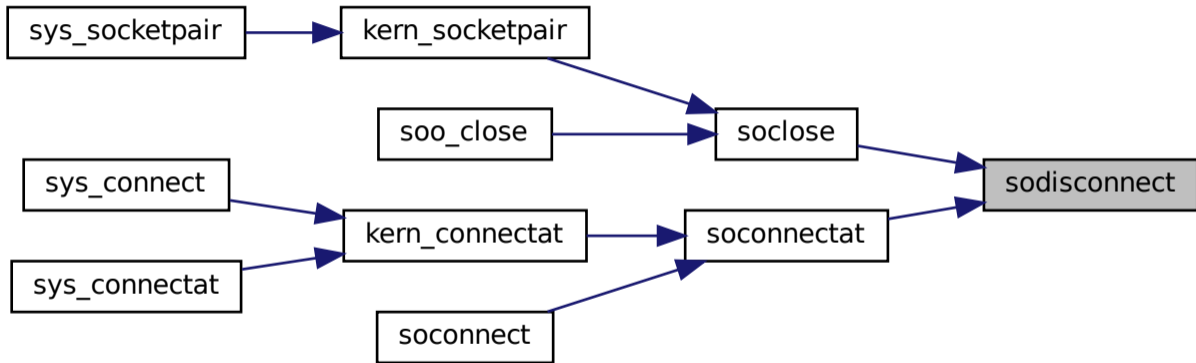 sys_socketpair
kern_socketpair
soo_close
soclose
sys_connect
sodisconnect
kern_connectat
soconnectat
sys_connectat
soconnect